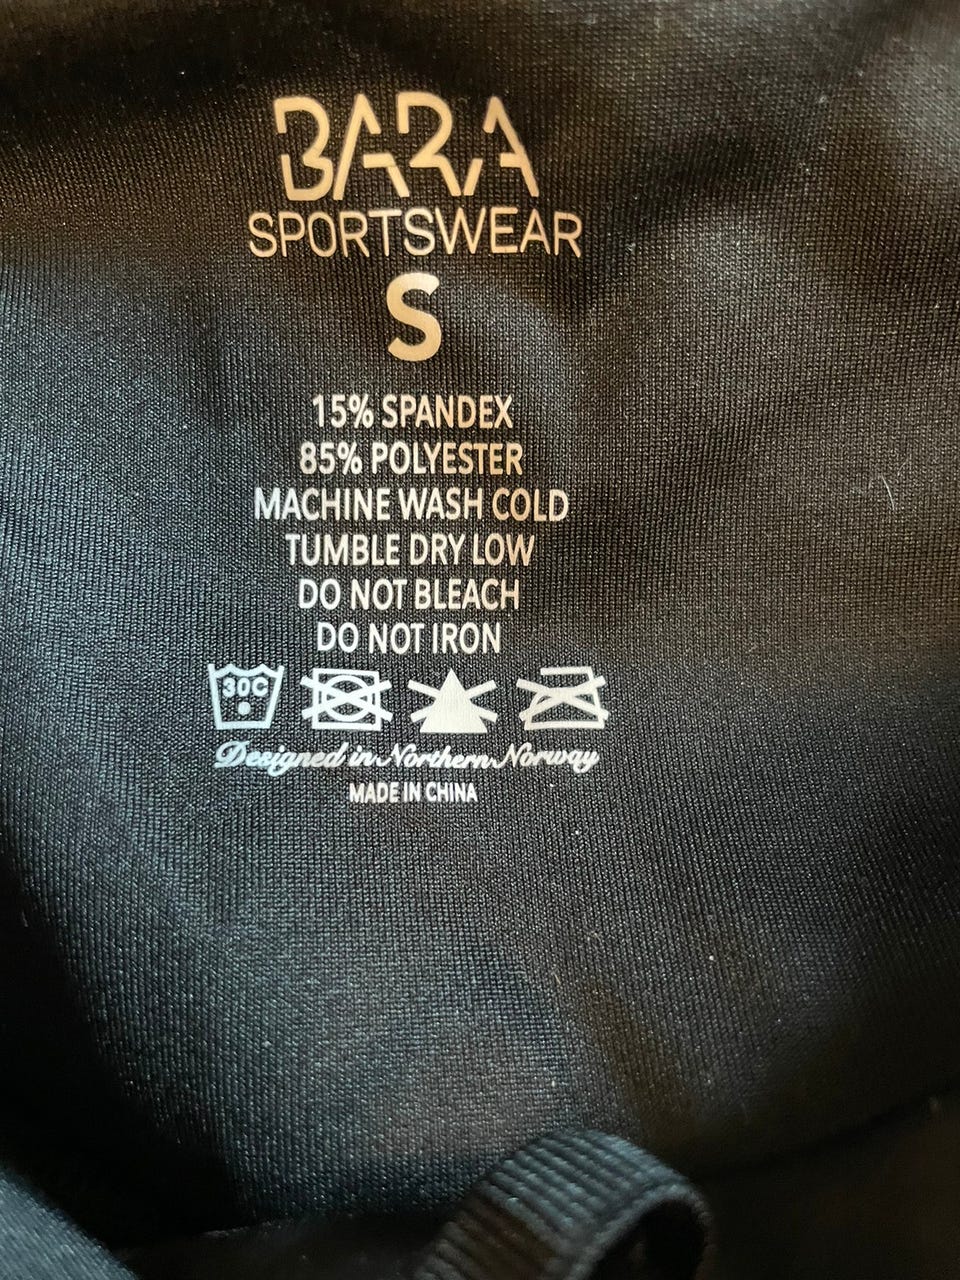 BARA
SPORTSWEAR
S
15% SPANDEX
85% POLYESTER
MACHINE WASH COLD
TUMBLE DRY LOW
DO NOT BLEACH
DO NOT IRON
30C
Designed in Northern Norway
MADE IN CHINA